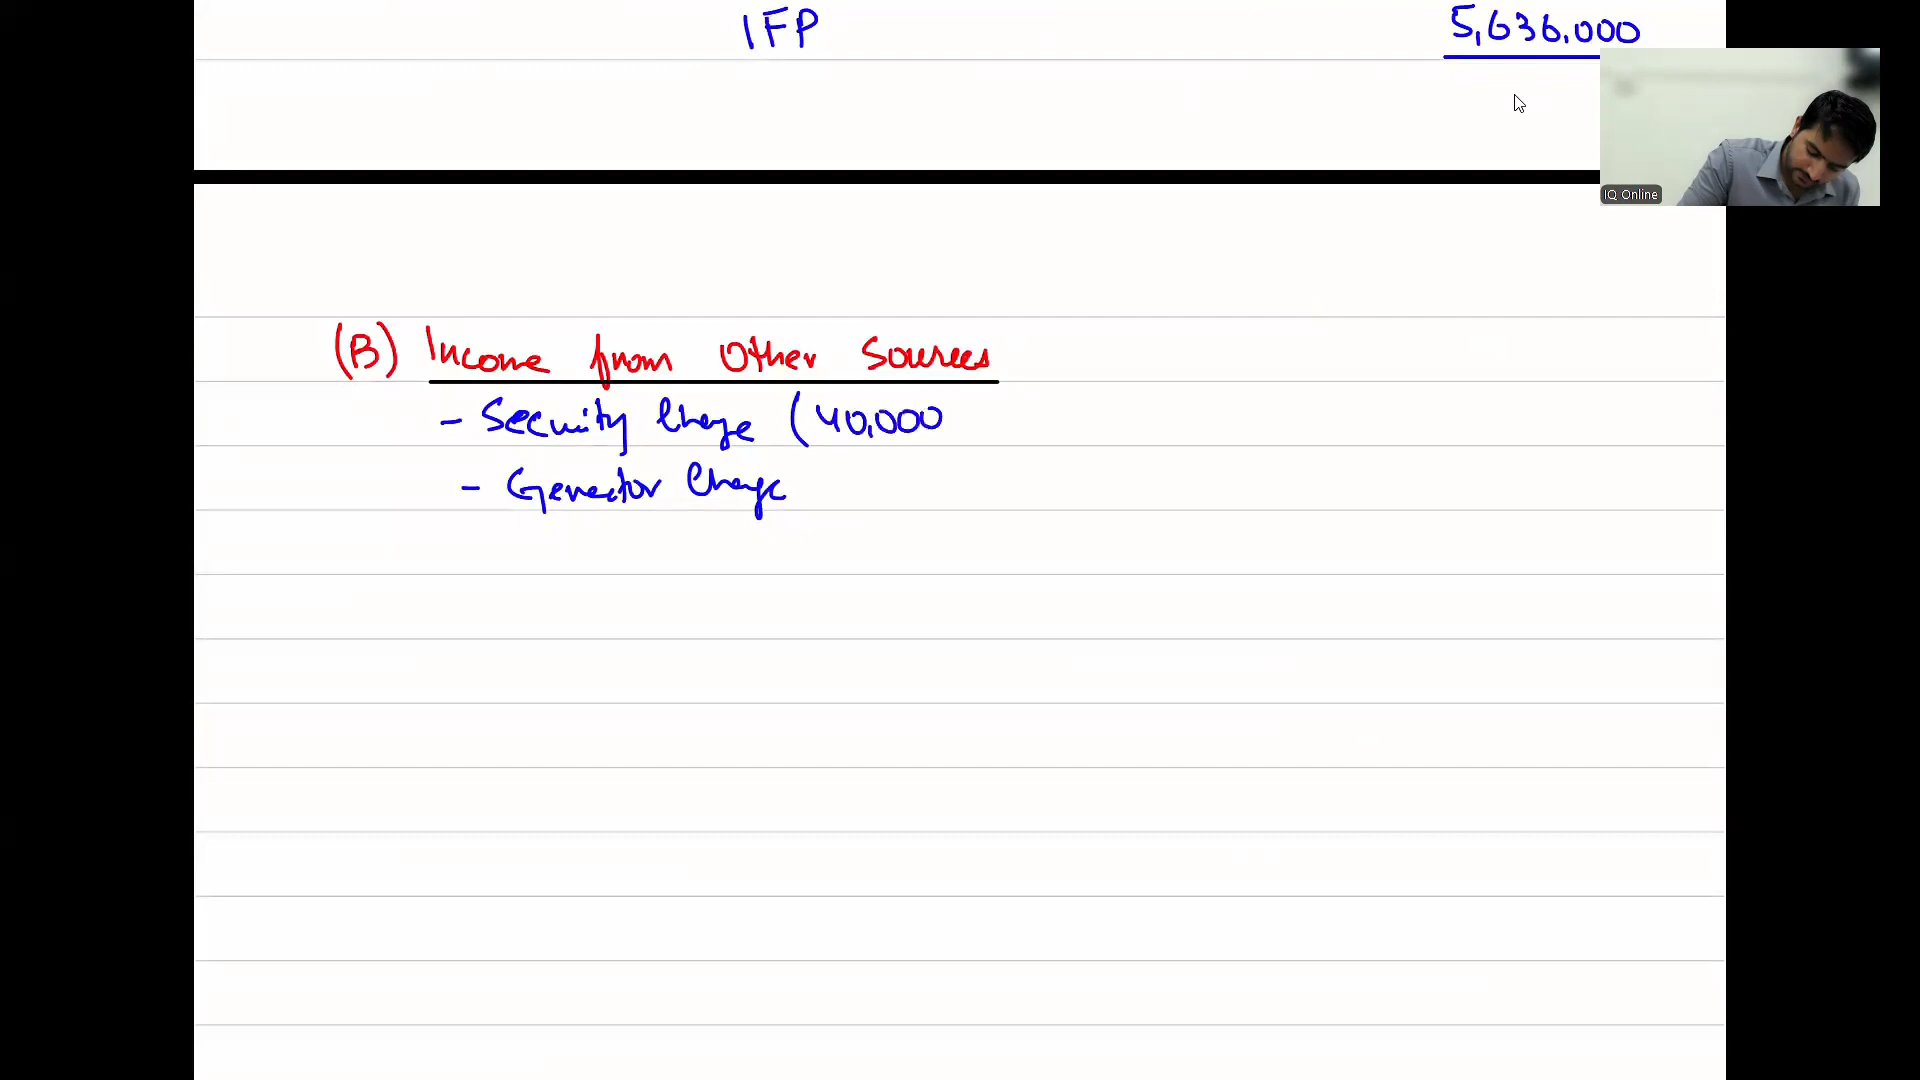 IFP 5,636,000
IQ Online
(B) Income from Other Sources
- Security Charge (40,000
- Generator Charge